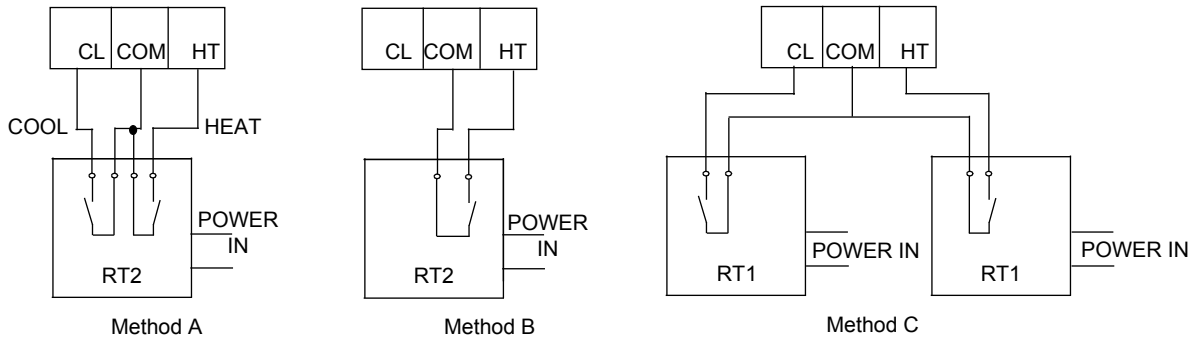 CL COM HT
COOL HEAT
POWER
IN
RT2
Method A
CL COM HT
POWER
IN
RT2
Method B
CL COM HT
POWER IN
RT1
POWER IN
RT1
Method C